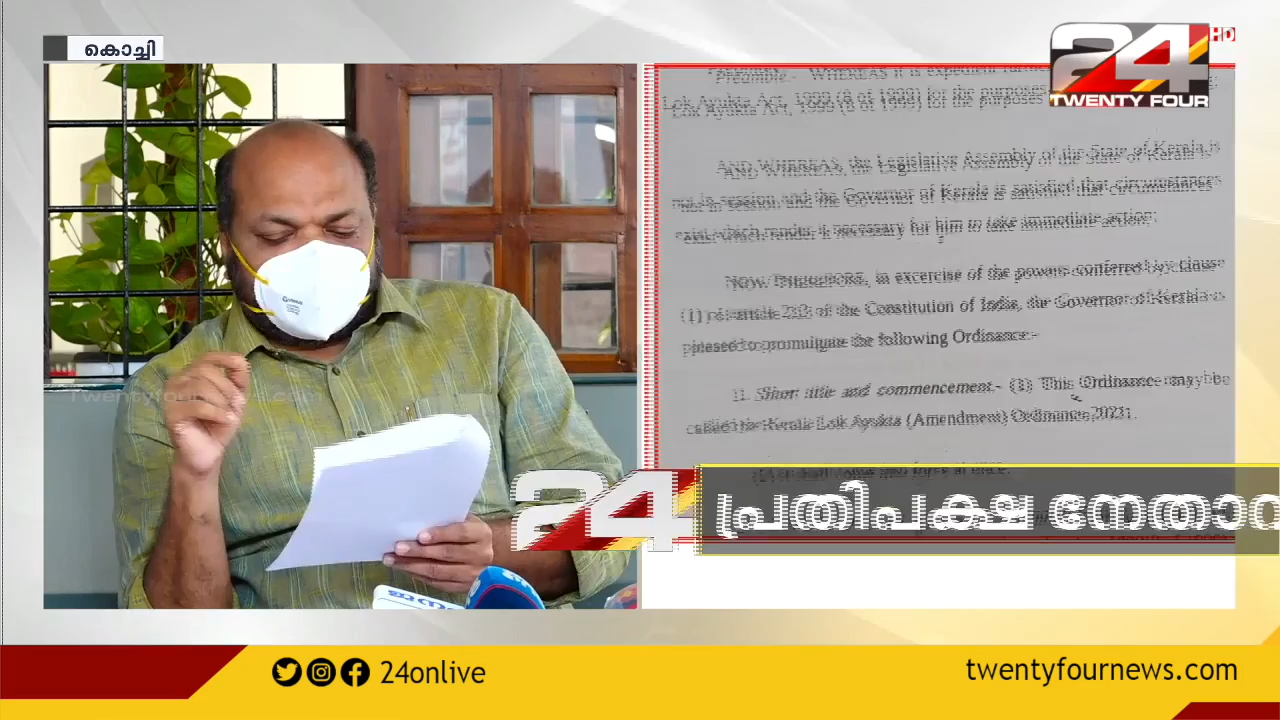 കൊച്ചി
24
HD
TWENTY FOUR
Preamble.- WHEREAS it is expedient
Lok Ayukta Act, 1999 (8 of 1999) for the purposes
AND WHEREAS, the Legislative Assembly of the State of Kerala is
not in session and the Governor of Kerala is satisfied that circumstances
exist which render it necessary for him to take immediate action;
NOW, THEREFORE, in excercise of the powers conferred by clause
(1) of article 213 of the Constitution of India, the Governor of Kerala is
pleased to promulgate the following Ordinance:-
1. Short title and commencement.- (1) This Ordinance may be
called the Kerala Lok Ayukta (Amendment) Ordinance,2021.
Twentyfournews.com
24
പ്രതിപക്ഷ നേതാവ
24onlive
twentyfournews.com